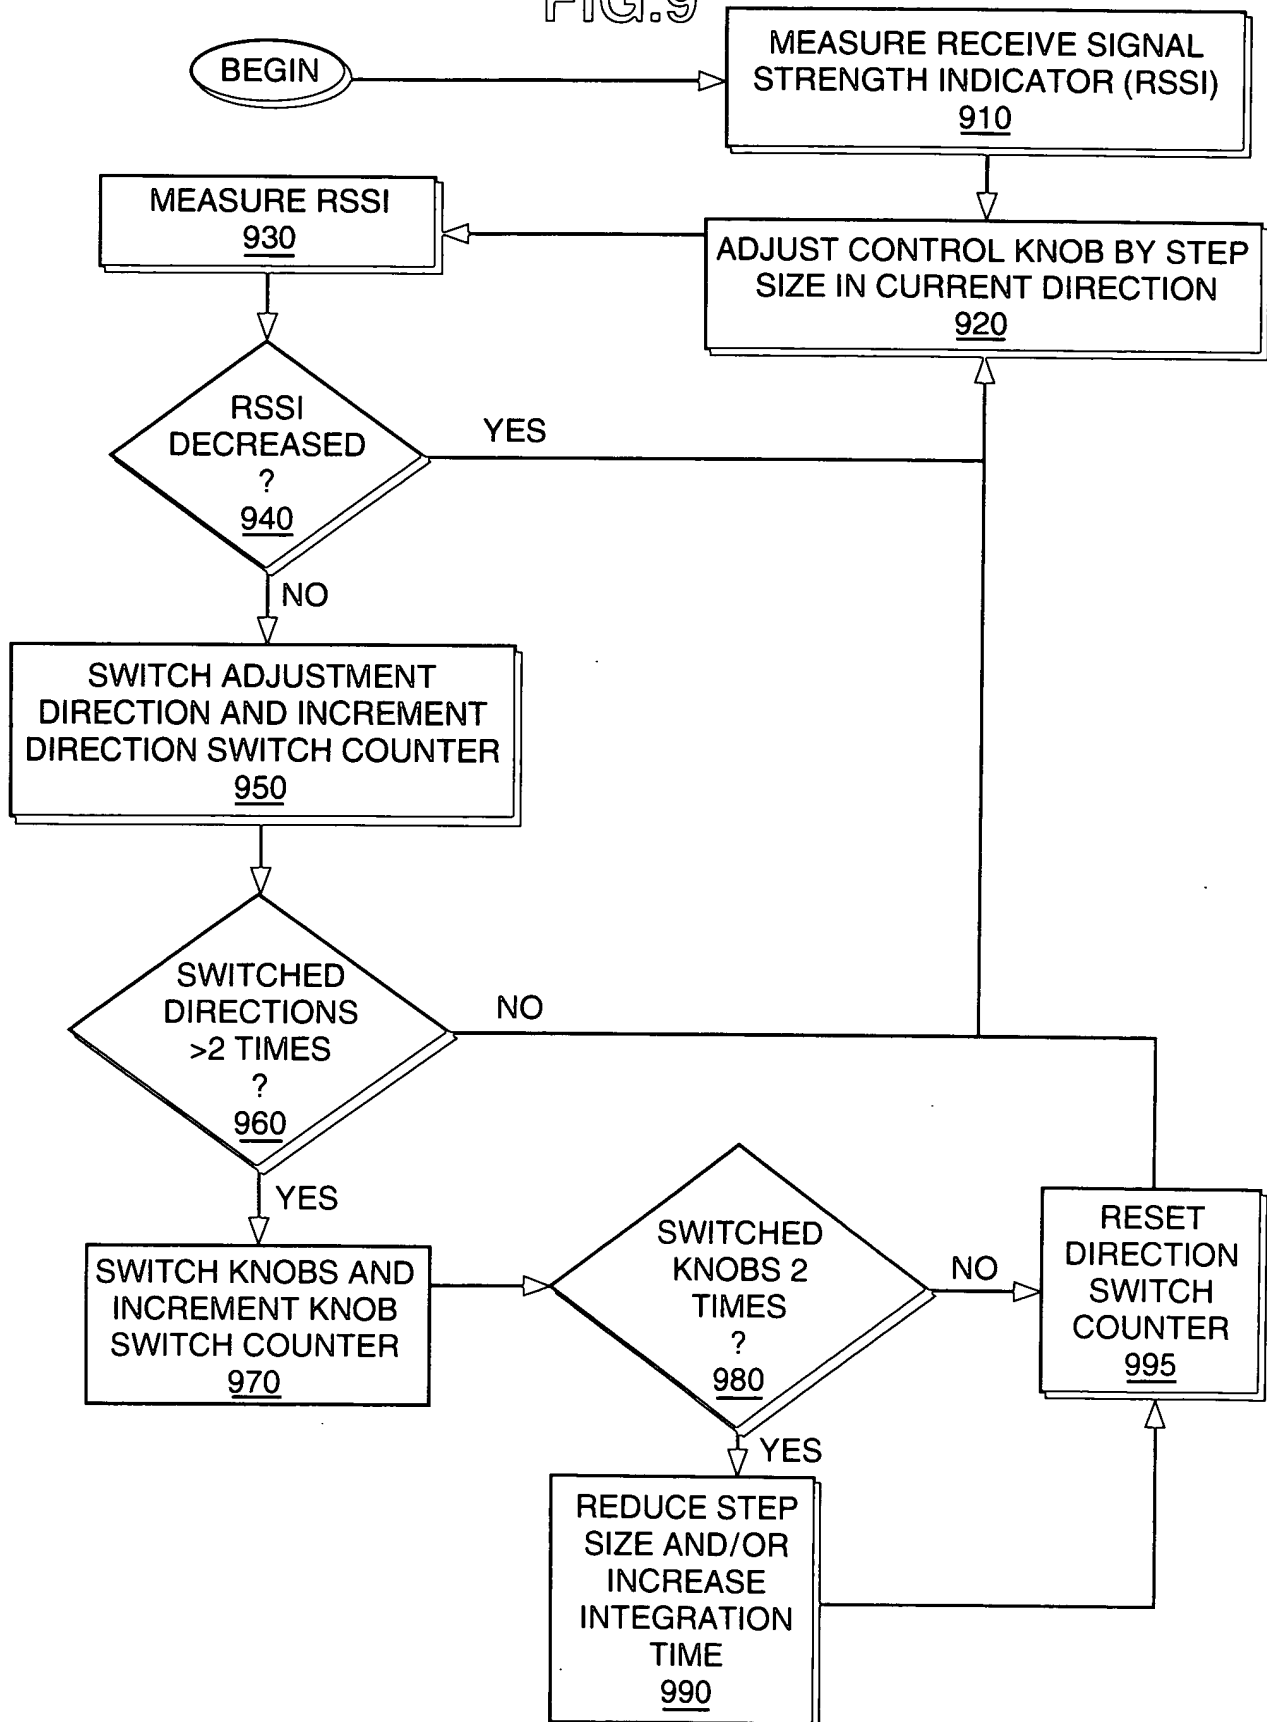 FIG.9
BEGIN
MEASURE RECEIVE SIGNAL
STRENGTH INDICATOR (RSSI)
910
MEASURE RSSI
930
ADJUST CONTROL KNOB BY STEP
SIZE IN CURRENT DIRECTION
920
RSSI
DECREASED
?
940
YES
NO
SWITCH ADJUSTMENT
DIRECTION AND INCREMENT
DIRECTION SWITCH COUNTER
950
SWITCHED
DIRECTIONS
>2 TIMES
?
960
NO
YES
SWITCH KNOBS AND
INCREMENT KNOB
SWITCH COUNTER
970
SWITCHED
KNOBS 2
TIMES
?
980
NO
YES
RESET
DIRECTION
SWITCH
COUNTER
995
REDUCE STEP
SIZE AND/OR
INCREASE
INTEGRATION
TIME
990